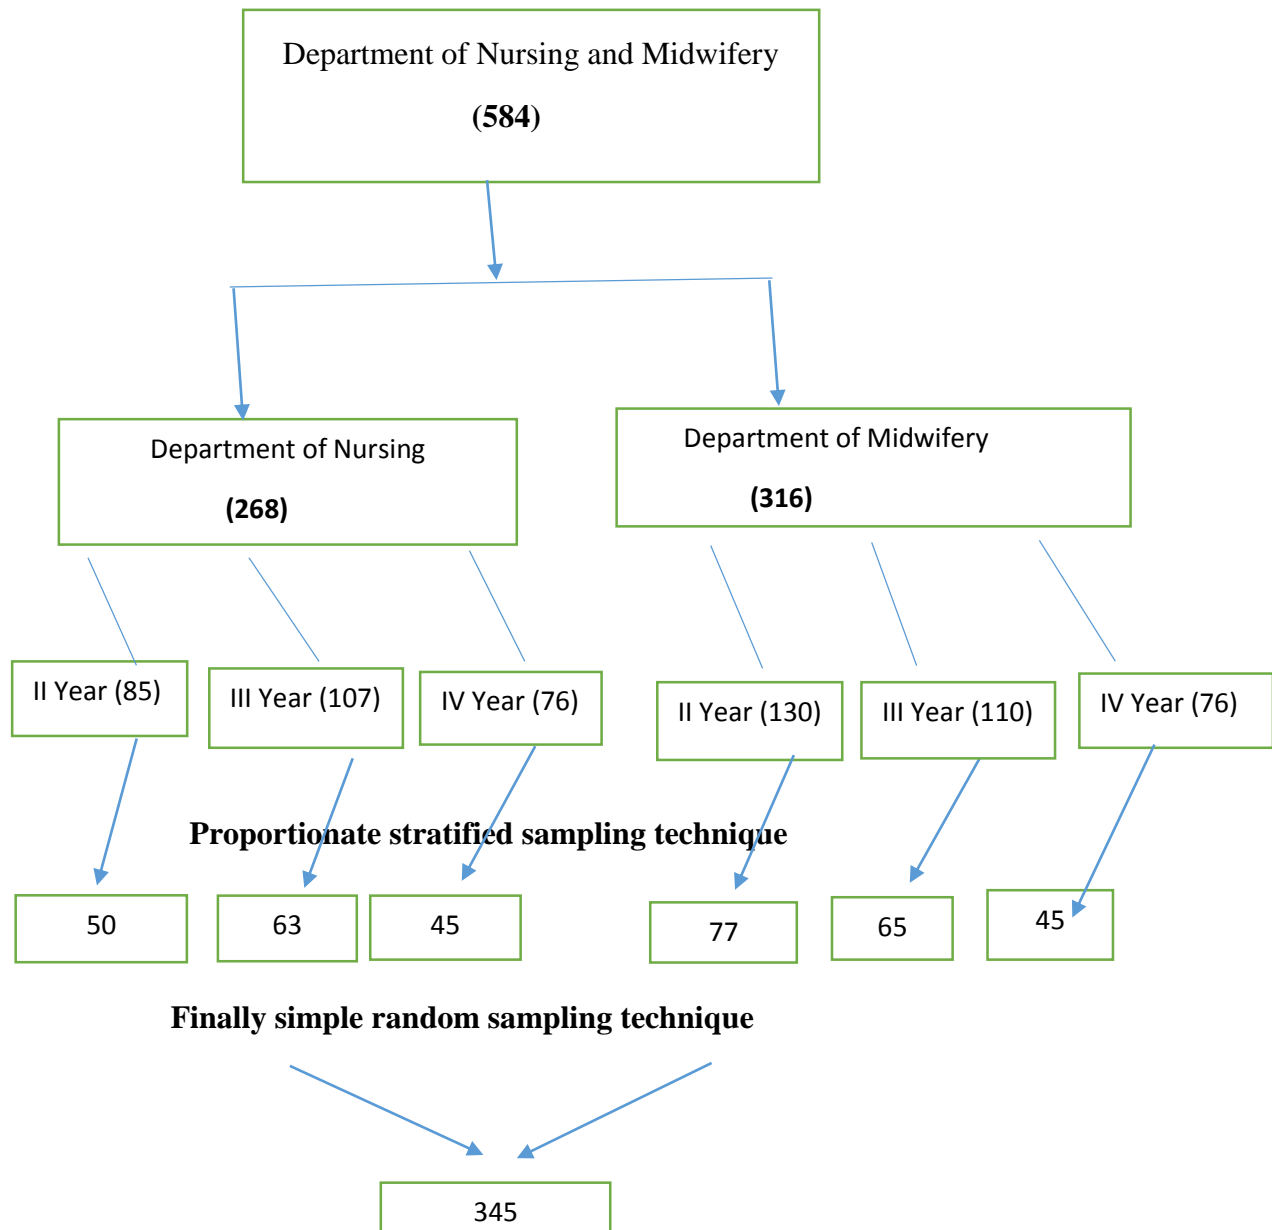 Department of Nursing and Midwifery
(584)
Department of Nursing
(268)
Department of Midwifery
(316)
II Year (85)
III Year (107)
IV Year (76)
II Year (130)
III Year (110)
IV Year (76)
Proportionate stratified sampling technique
50
63
45
77
65
45
Finally simple random sampling technique
345